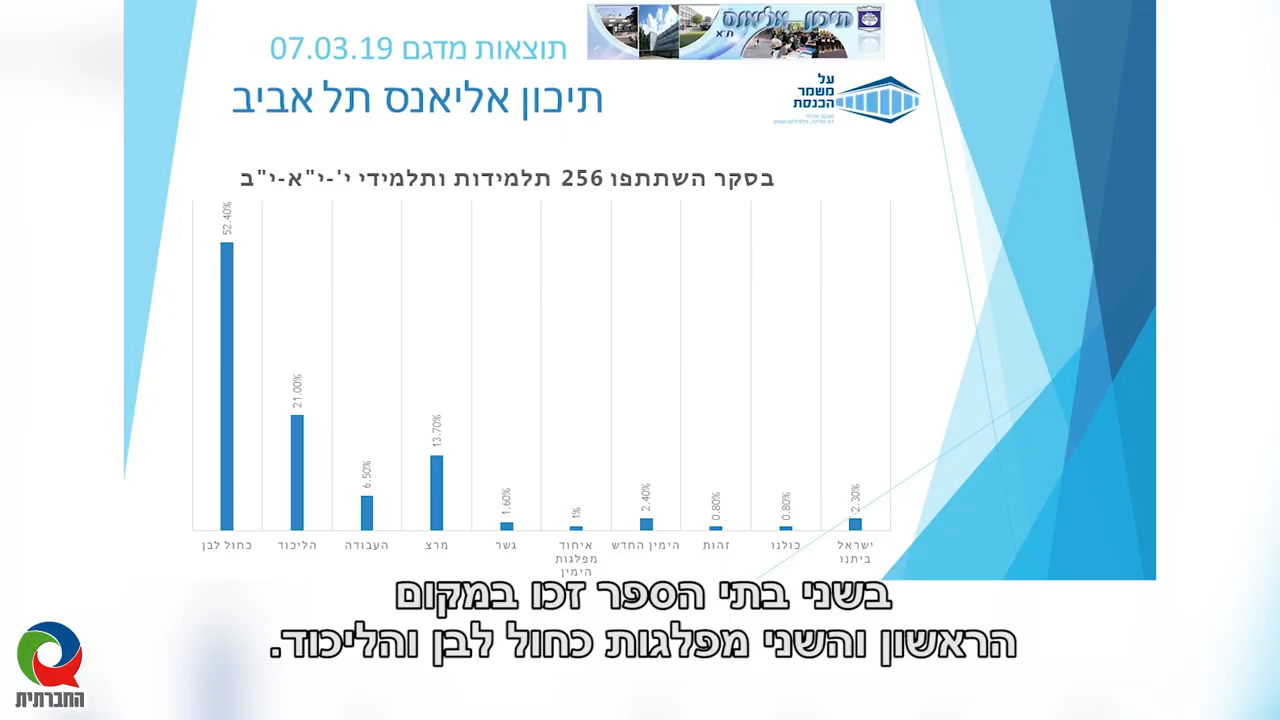 תיכון אליאנס
ת"א
תוצאות מדגם 07.03.19
תיכון אליאנס תל אביב
על
משמר
הכנסת
בסקר השתתפו 256 תלמידות ותלמידי י'-י"א-י"ב
52.40%
21.00%
6.50%
13.70%
1.60%
1%
2.40%
0.80%
0.80%
2.30%
כחול לבן
הליכוד
העבודה
מרצ
גשר
איחוד
מפלגות
הימין
הימין החדש
זהות
כולנו
ישראל
ביתנו
בשני בתי הספר זכו במקום
הראשון והשני מפלגות כחול לבן והליכוד.
החברתית